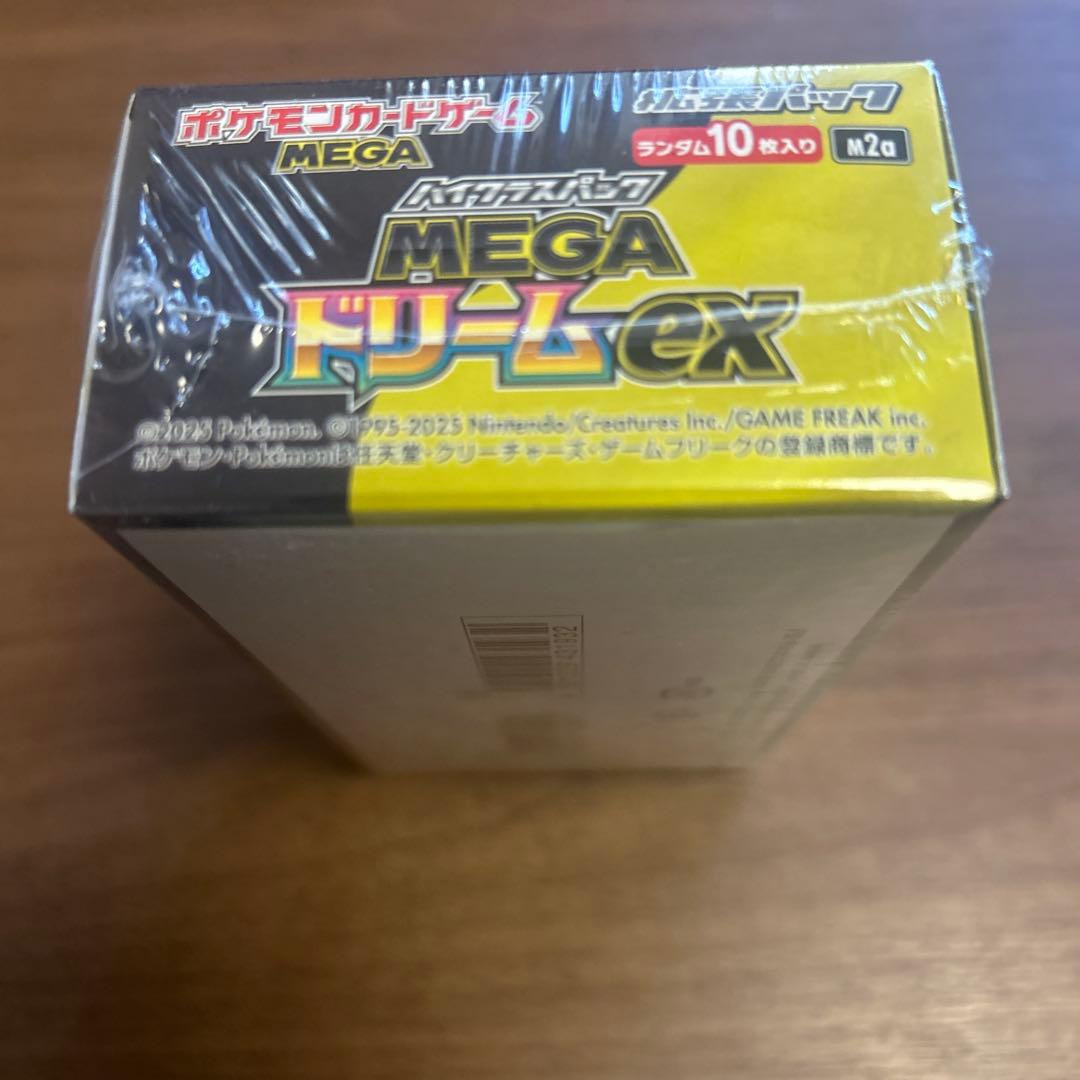 ポケモンカードゲーム
MEGA
拡張パック
ランダム10枚入り
M2a
ハイクラスパック
MEGA
ドリームex
©2025 Pokémon. ©1995-2025 Nintendo/Creatures Inc./GAME FREAK inc.
ポケモン・Pokémonは任天堂・クリーチャーズ・ゲームフリークの登録商標です。
431932